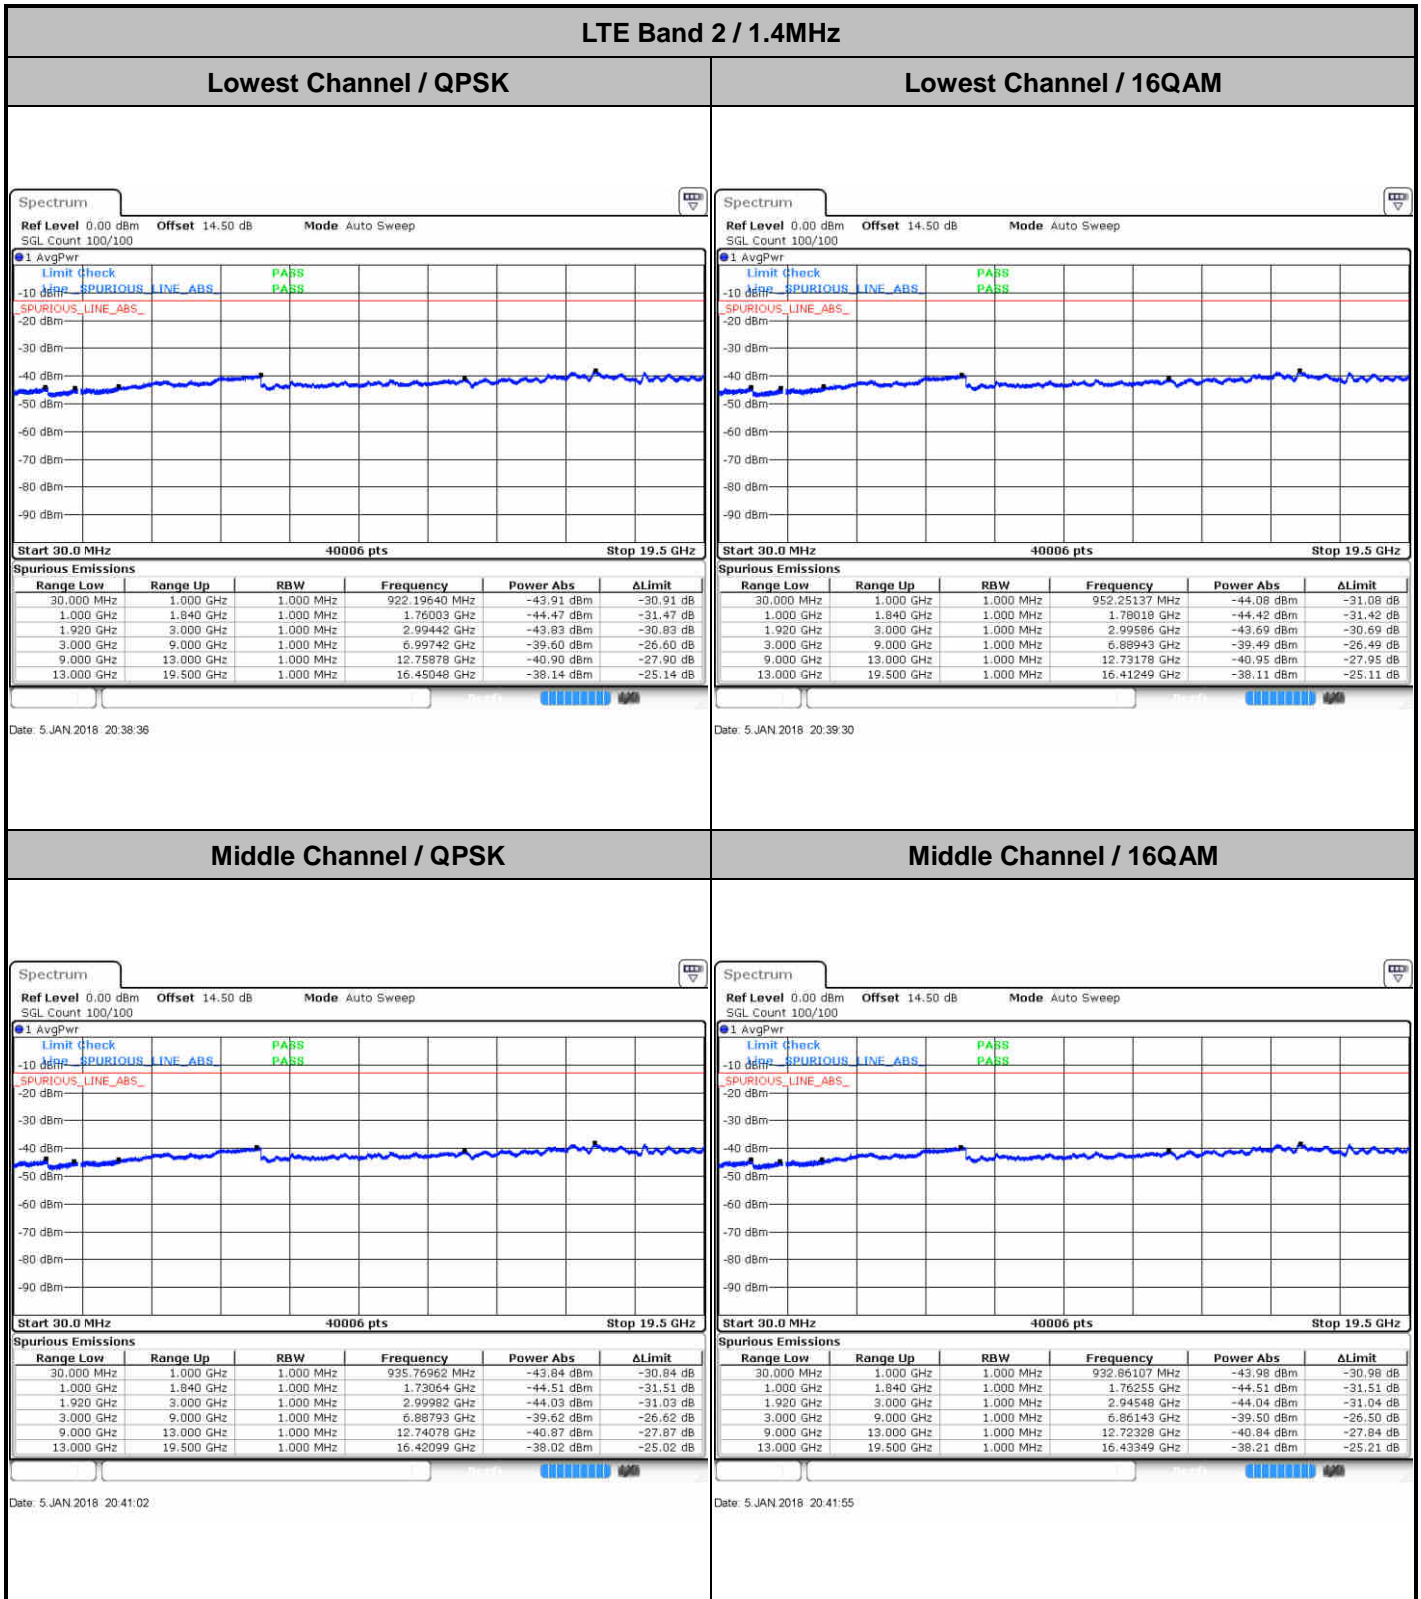 LTE Band 2 / 1.4MHz
Lowest Channel / QPSK
Lowest Channel / 16QAM
Spectrum
Ref Level 0.00 dBm Offset 14.50 dB Mode Auto Sweep
SGL Count 100/100
1 AvgPwr
Limit Check PASS
Line _SPURIOUS_LINE_ABS_ PASS
_SPURIOUS_LINE_ABS_
-10 dBm
-20 dBm
-30 dBm
-40 dBm
-50 dBm
-60 dBm
-70 dBm
-80 dBm
-90 dBm
Start 30.0 MHz 40006 pts Stop 19.5 GHz
Spurious Emissions
Range Low Range Up RBW Frequency Power Abs ΔLimit
30.000 MHz 1.000 GHz 1.000 MHz 922.19640 MHz -43.91 dBm -30.91 dB
1.000 GHz 1.840 GHz 1.000 MHz 1.76003 GHz -44.47 dBm -31.47 dB
1.920 GHz 3.000 GHz 1.000 MHz 2.99442 GHz -43.83 dBm -30.83 dB
3.000 GHz 9.000 GHz 1.000 MHz 6.99742 GHz -39.60 dBm -26.60 dB
9.000 GHz 13.000 GHz 1.000 MHz 12.75878 GHz -40.90 dBm -27.90 dB
13.000 GHz 19.500 GHz 1.000 MHz 16.45048 GHz -38.14 dBm -25.14 dB
Date: 5.JAN.2018 20:38:36
Spectrum
Ref Level 0.00 dBm Offset 14.50 dB Mode Auto Sweep
SGL Count 100/100
1 AvgPwr
Limit Check PASS
Line _SPURIOUS_LINE_ABS_ PASS
_SPURIOUS_LINE_ABS_
-10 dBm
-20 dBm
-30 dBm
-40 dBm
-50 dBm
-60 dBm
-70 dBm
-80 dBm
-90 dBm
Start 30.0 MHz 40006 pts Stop 19.5 GHz
Spurious Emissions
Range Low Range Up RBW Frequency Power Abs ΔLimit
30.000 MHz 1.000 GHz 1.000 MHz 952.25137 MHz -44.08 dBm -31.08 dB
1.000 GHz 1.840 GHz 1.000 MHz 1.78018 GHz -44.42 dBm -31.42 dB
1.920 GHz 3.000 GHz 1.000 MHz 2.99586 GHz -43.69 dBm -30.69 dB
3.000 GHz 9.000 GHz 1.000 MHz 6.88943 GHz -39.49 dBm -26.49 dB
9.000 GHz 13.000 GHz 1.000 MHz 12.73178 GHz -40.95 dBm -27.95 dB
13.000 GHz 19.500 GHz 1.000 MHz 16.41249 GHz -38.11 dBm -25.11 dB
Date: 5.JAN.2018 20:39:30
Middle Channel / QPSK
Middle Channel / 16QAM
Spectrum
Ref Level 0.00 dBm Offset 14.50 dB Mode Auto Sweep
SGL Count 100/100
1 AvgPwr
Limit Check PASS
Line _SPURIOUS_LINE_ABS_ PASS
_SPURIOUS_LINE_ABS_
-10 dBm
-20 dBm
-30 dBm
-40 dBm
-50 dBm
-60 dBm
-70 dBm
-80 dBm
-90 dBm
Start 30.0 MHz 40006 pts Stop 19.5 GHz
Spurious Emissions
Range Low Range Up RBW Frequency Power Abs ΔLimit
30.000 MHz 1.000 GHz 1.000 MHz 935.76962 MHz -43.84 dBm -30.84 dB
1.000 GHz 1.840 GHz 1.000 MHz 1.73064 GHz -44.51 dBm -31.51 dB
1.920 GHz 3.000 GHz 1.000 MHz 2.99982 GHz -44.03 dBm -31.03 dB
3.000 GHz 9.000 GHz 1.000 MHz 6.88793 GHz -39.62 dBm -26.62 dB
9.000 GHz 13.000 GHz 1.000 MHz 12.74078 GHz -40.87 dBm -27.87 dB
13.000 GHz 19.500 GHz 1.000 MHz 16.42099 GHz -38.02 dBm -25.02 dB
Date: 5.JAN.2018 20:41:02
Spectrum
Ref Level 0.00 dBm Offset 14.50 dB Mode Auto Sweep
SGL Count 100/100
1 AvgPwr
Limit Check PASS
Line _SPURIOUS_LINE_ABS_ PASS
_SPURIOUS_LINE_ABS_
-10 dBm
-20 dBm
-30 dBm
-40 dBm
-50 dBm
-60 dBm
-70 dBm
-80 dBm
-90 dBm
Start 30.0 MHz 40006 pts Stop 19.5 GHz
Spurious Emissions
Range Low Range Up RBW Frequency Power Abs ΔLimit
30.000 MHz 1.000 GHz 1.000 MHz 932.86107 MHz -43.98 dBm -30.98 dB
1.000 GHz 1.840 GHz 1.000 MHz 1.76255 GHz -44.51 dBm -31.51 dB
1.920 GHz 3.000 GHz 1.000 MHz 2.94548 GHz -44.04 dBm -31.04 dB
3.000 GHz 9.000 GHz 1.000 MHz 6.86143 GHz -39.50 dBm -26.50 dB
9.000 GHz 13.000 GHz 1.000 MHz 12.72328 GHz -40.84 dBm -27.84 dB
13.000 GHz 19.500 GHz 1.000 MHz 16.43349 GHz -38.21 dBm -25.21 dB
Date: 5.JAN.2018 20:41:55